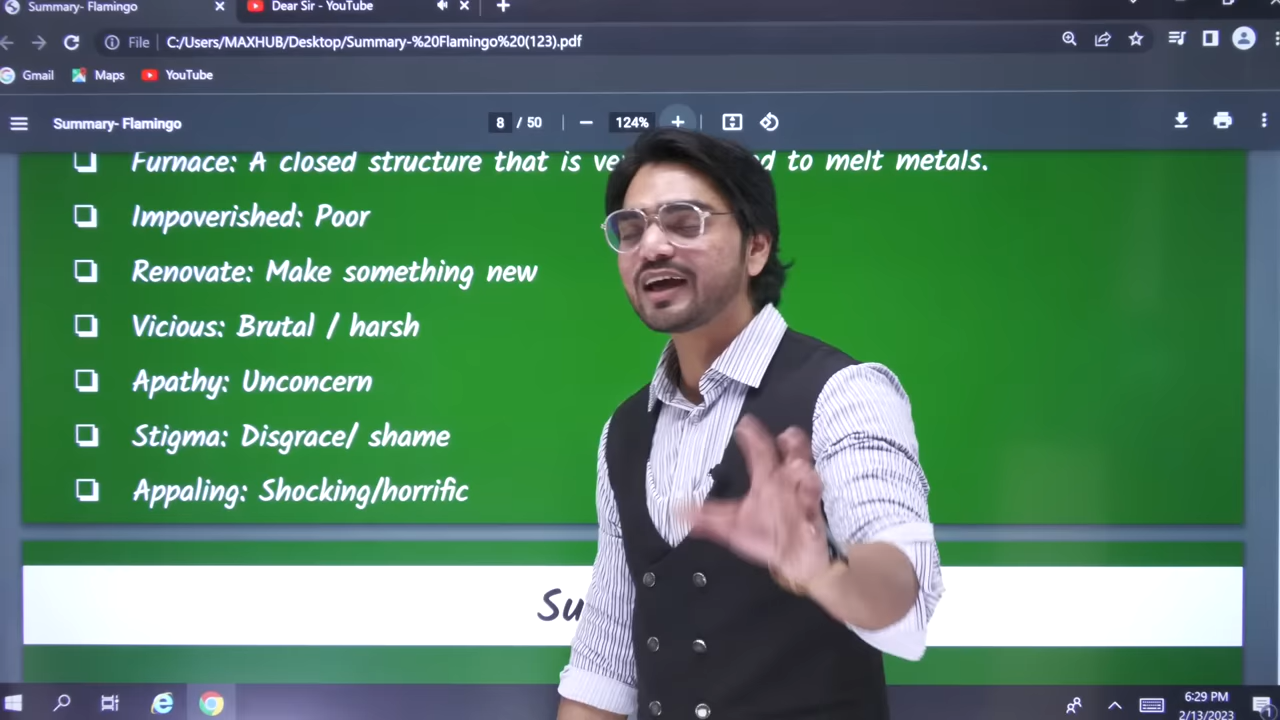 Summary- Flamingo
Dear Sir - YouTube
File C:/Users/MAXHUB/Desktop/Summary-%20Flamingo%20(123).pdf
Gmail Maps YouTube
Summary- Flamingo 8 / 50 124%
Furnace: A closed structure that is to melt metals.
Impoverished: Poor
Renovate: Make something new
Vicious: Brutal / harsh
Apathy: Unconcern
Stigma: Disgrace/ shame
Appaling: Shocking/horrific
6:29 PM
2/13/2023